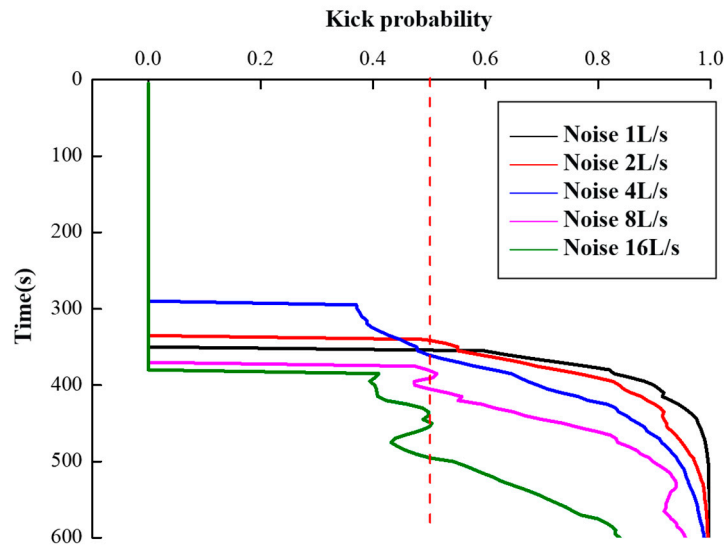 Kick probability
0.0 0.2 0.4 0.6 0.8 1.0
0
100
200
300
400
500
600
Time(s)
Noise 1L/s
Noise 2L/s
Noise 4L/s
Noise 8L/s
Noise 16L/s